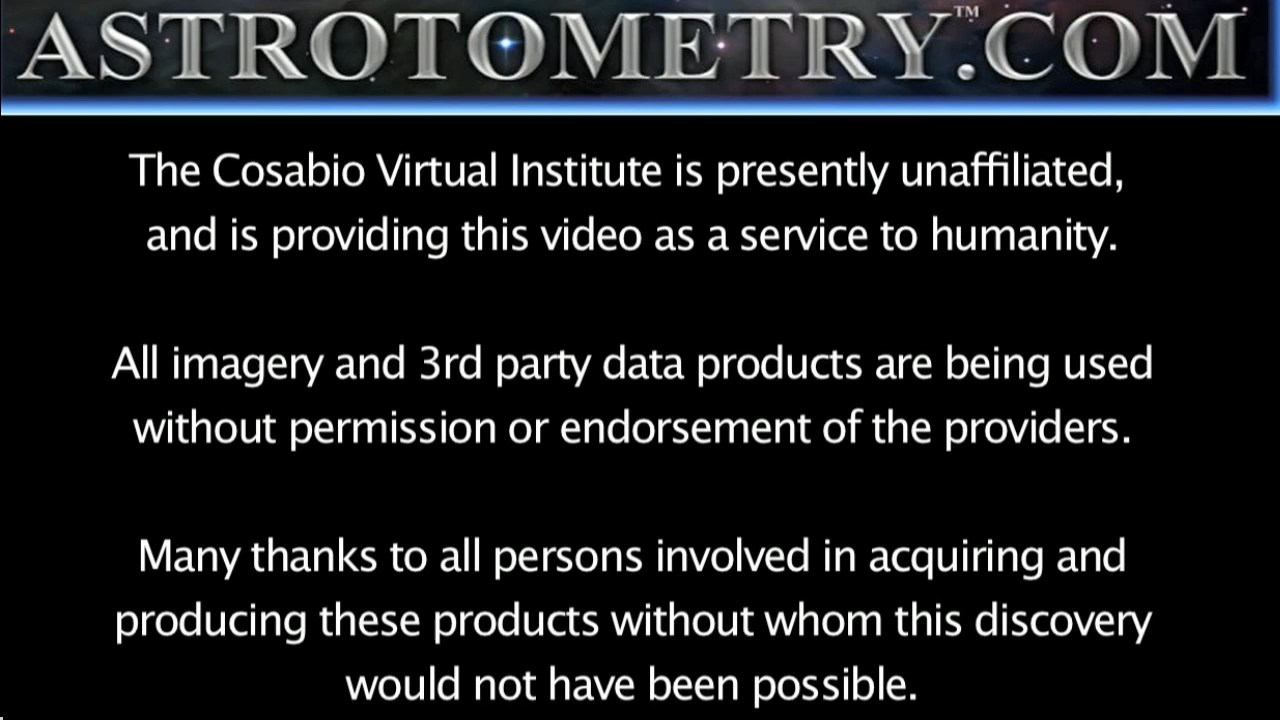 ASTROTOMETRY™.COM
The Cosabio Virtual Institute is presently unaffiliated,
and is providing this video as a service to humanity.
All imagery and 3rd party data products are being used
without permission or endorsement of the providers.
Many thanks to all persons involved in acquiring and
producing these products without whom this discovery
would not have been possible.